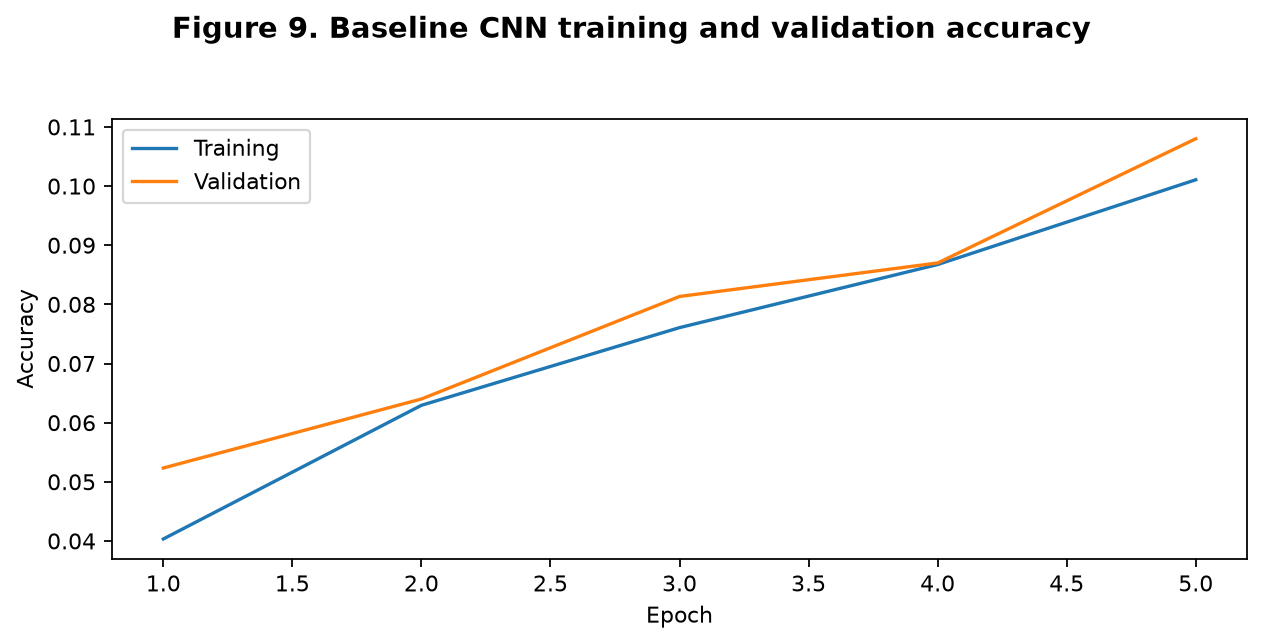 Figure 9. Baseline CNN training and validation accuracy
0.11
0.10
0.09
0.08
0.07
0.06
0.05
0.04
Accuracy
Training
Validation
1.0 1.5 2.0 2.5 3.0 3.5 4.0 4.5 5.0
Epoch